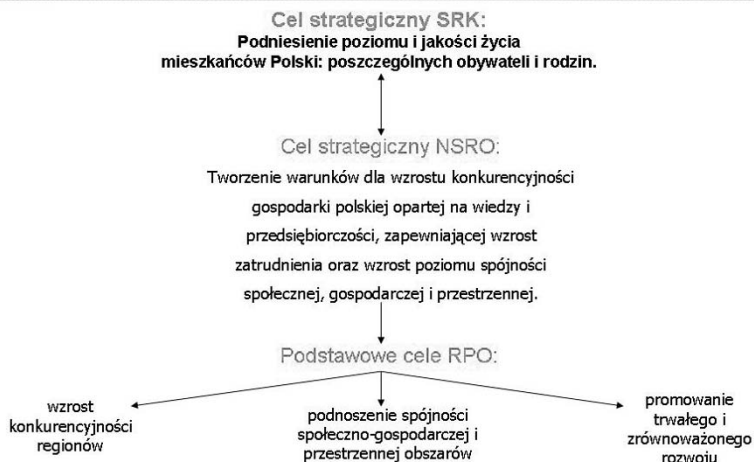 Cel strategiczny SRK:
Podniesienie poziomu i jakości życia
mieszkańców Polski: poszczególnych obywateli i rodzin.
Cel strategiczny NSRO:
Tworzenie warunków dla wzrostu konkurencyjności
gospodarki polskiej opartej na wiedzy i
przedsiębiorczości, zapewniającej wzrost
zatrudnienia oraz wzrost poziomu spójności
społecznej, gospodarczej i przestrzennej.
Podstawowe cele RPO:
wzrost
konkurencyjności
regionów
podnoszenie spójności
społeczno-gospodarczej i
przestrzennej obszarów
promowanie
trwałego i
zrównoważonego
rozwoju